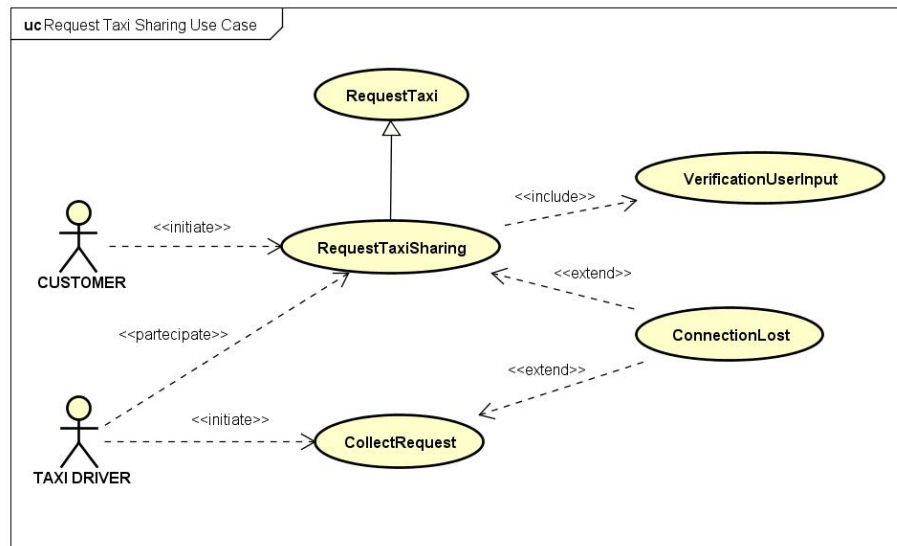 uc Request Taxi Sharing Use Case
RequestTaxi
VerificationUserInput
<<include>>
<<initiate>>
RequestTaxiSharing
CUSTOMER
<<extend>>
<<partecipate>>
ConnectionLost
<<extend>>
<<initiate>>
CollectRequest
TAXI DRIVER